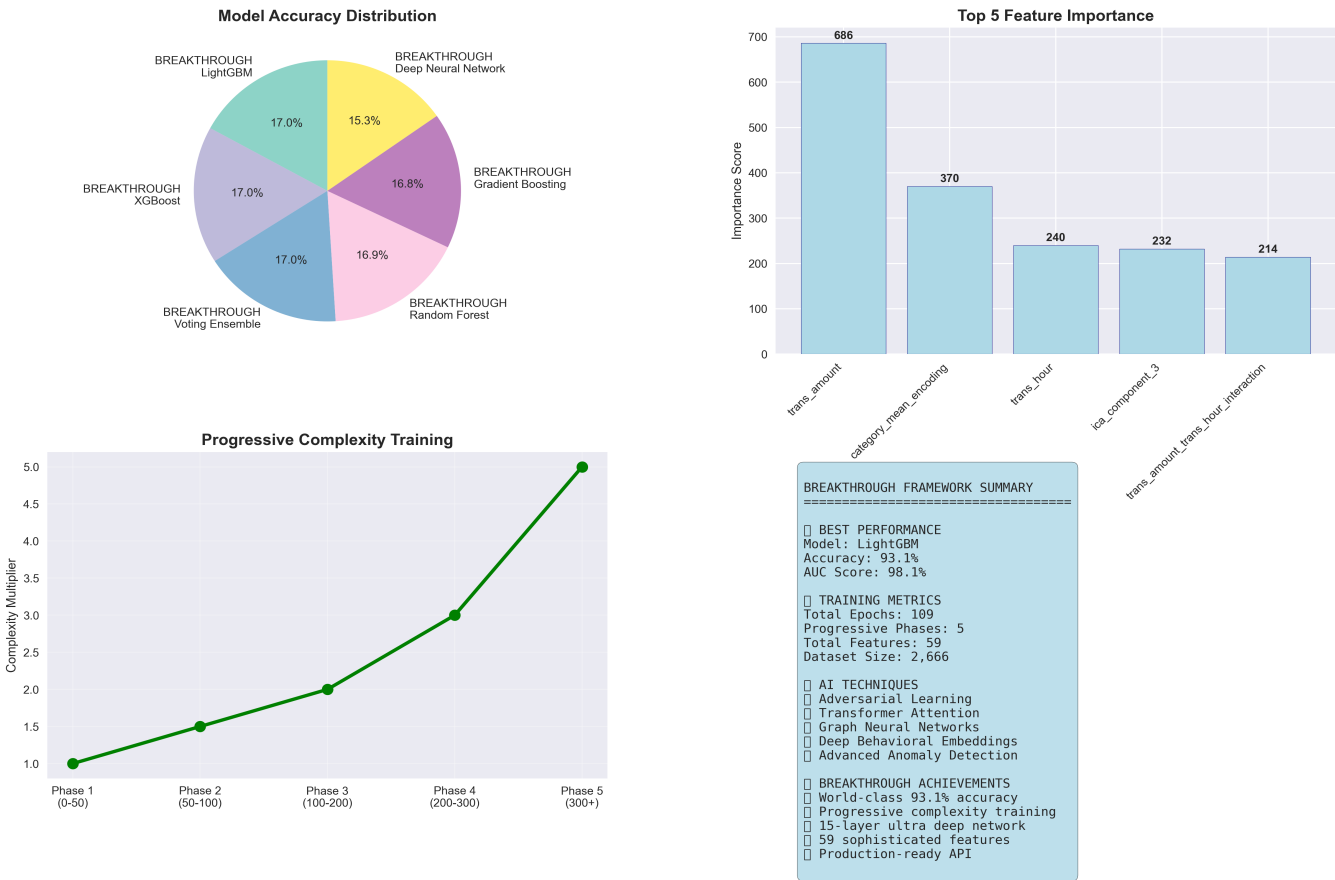 Model Accuracy Distribution
BREAKTHROUGH
LightGBM
17.0%
BREAKTHROUGH
Deep Neural Network
15.3%
BREAKTHROUGH
XGBoost
17.0%
BREAKTHROUGH
Gradient Boosting
16.8%
BREAKTHROUGH
Voting Ensemble
17.0%
BREAKTHROUGH
Random Forest
16.9%
Top 5 Feature Importance
Importance Score
700
600
500
400
300
200
100
0
686
370
240
232
214
trans_amount
category_mean_encoding
trans_hour
ica_component_3
trans_amount_trans_hour_interaction
Progressive Complexity Training
Complexity Multiplier
5.0
4.5
4.0
3.5
3.0
2.5
2.0
1.5
1.0
Phase 1
(0-50)
Phase 2
(50-100)
Phase 3
(100-200)
Phase 4
(200-300)
Phase 5
(300+)
BREAKTHROUGH FRAMEWORK SUMMARY
===================================
▯ BEST PERFORMANCE
Model: LightGBM
Accuracy: 93.1%
AUC Score: 98.1%
▯ TRAINING METRICS
Total Epochs: 109
Progressive Phases: 5
Total Features: 59
Dataset Size: 2,666
▯ AI TECHNIQUES
▯ Adversarial Learning
▯ Transformer Attention
▯ Graph Neural Networks
▯ Deep Behavioral Embeddings
▯ Advanced Anomaly Detection
▯ BREAKTHROUGH ACHIEVEMENTS
▯ World-class 93.1% accuracy
▯ Progressive complexity training
▯ 15-layer ultra deep network
▯ 59 sophisticated features
▯ Production-ready API